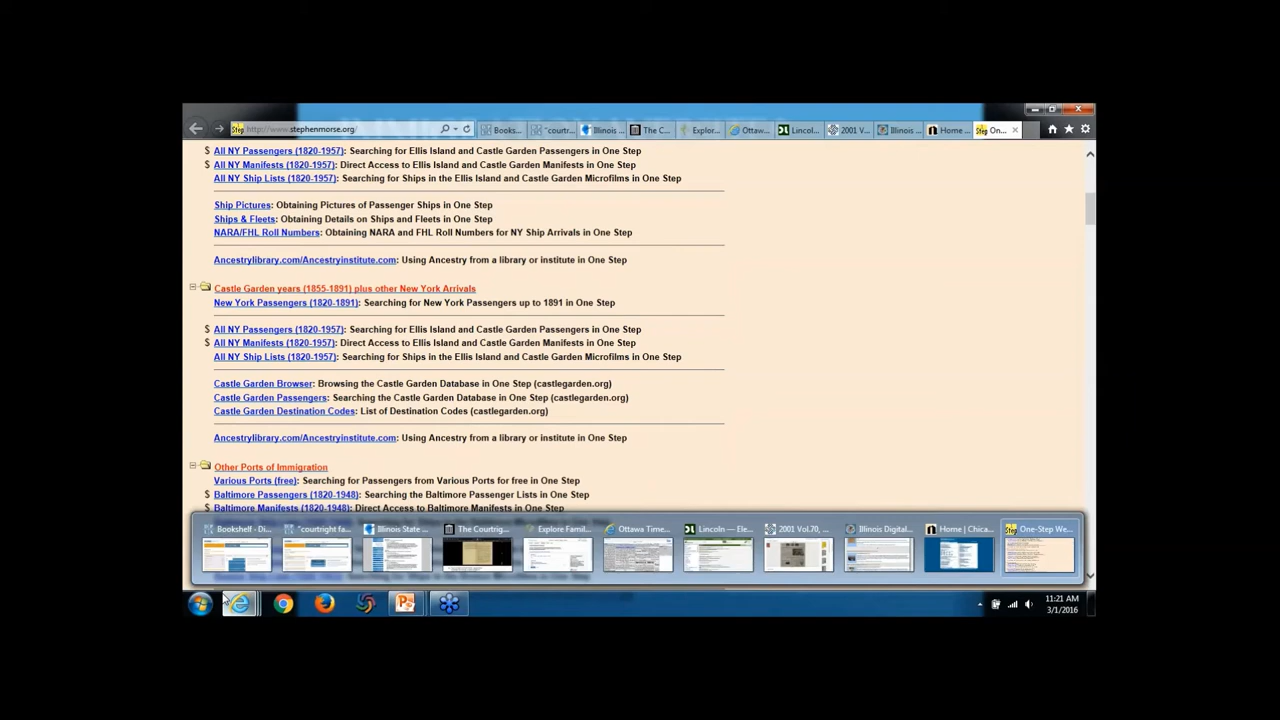 Step http://www.stephenmorse.org/
Books...
"courtr...
Illinois ...
The C...
Explor...
Ottaw...
Lincol...
2001 V...
Illinois ...
Home ...
Step On...
$ All NY Passengers (1820-1957): Searching for Ellis Island and Castle Garden Passengers in One Step
$ All NY Manifests (1820-1957): Direct Access to Ellis Island and Castle Garden Manifests in One Step
All NY Ship Lists (1820-1957): Searching for Ships in the Ellis Island and Castle Garden Microfilms in One Step
Ship Pictures: Obtaining Pictures of Passenger Ships in One Step
Ships & Fleets: Obtaining Details on Ships and Fleets in One Step
NARA/FHL Roll Numbers: Obtaining NARA and FHL Roll Numbers for NY Ship Arrivals in One Step
Ancestrylibrary.com/Ancestryinstitute.com: Using Ancestry from a library or institute in One Step
Castle Garden years (1855-1891) plus other New York Arrivals
New York Passengers (1820-1891): Searching for New York Passengers up to 1891 in One Step
$ All NY Passengers (1820-1957): Searching for Ellis Island and Castle Garden Passengers in One Step
$ All NY Manifests (1820-1957): Direct Access to Ellis Island and Castle Garden Manifests in One Step
All NY Ship Lists (1820-1957): Searching for Ships in the Ellis Island and Castle Garden Microfilms in One Step
Castle Garden Browser: Browsing the Castle Garden Database in One Step (castlegarden.org)
Castle Garden Passengers: Searching the Castle Garden Database in One Step (castlegarden.org)
Castle Garden Destination Codes: List of Destination Codes (castlegarden.org)
Ancestrylibrary.com/Ancestryinstitute.com: Using Ancestry from a library or institute in One Step
Other Ports of Immigration
Various Ports (free): Searching for Passengers from Various Ports for free in One Step
$ Baltimore Passengers (1820-1948): Searching the Baltimore Passenger Lists in One Step
$ Baltimore Manifests (1820-1948): Direct Access to Baltimore Manifests in One Step
Bookshelf - Di...
"courtright fa...
Illinois State ...
The Courtrig...
Explore Famil...
Ottawa Time...
Lincoln — Ele...
2001 Vol.70, ...
Illinois Digital...
Home | Chica...
Step One-Step We...
11:21 AM
3/1/2016